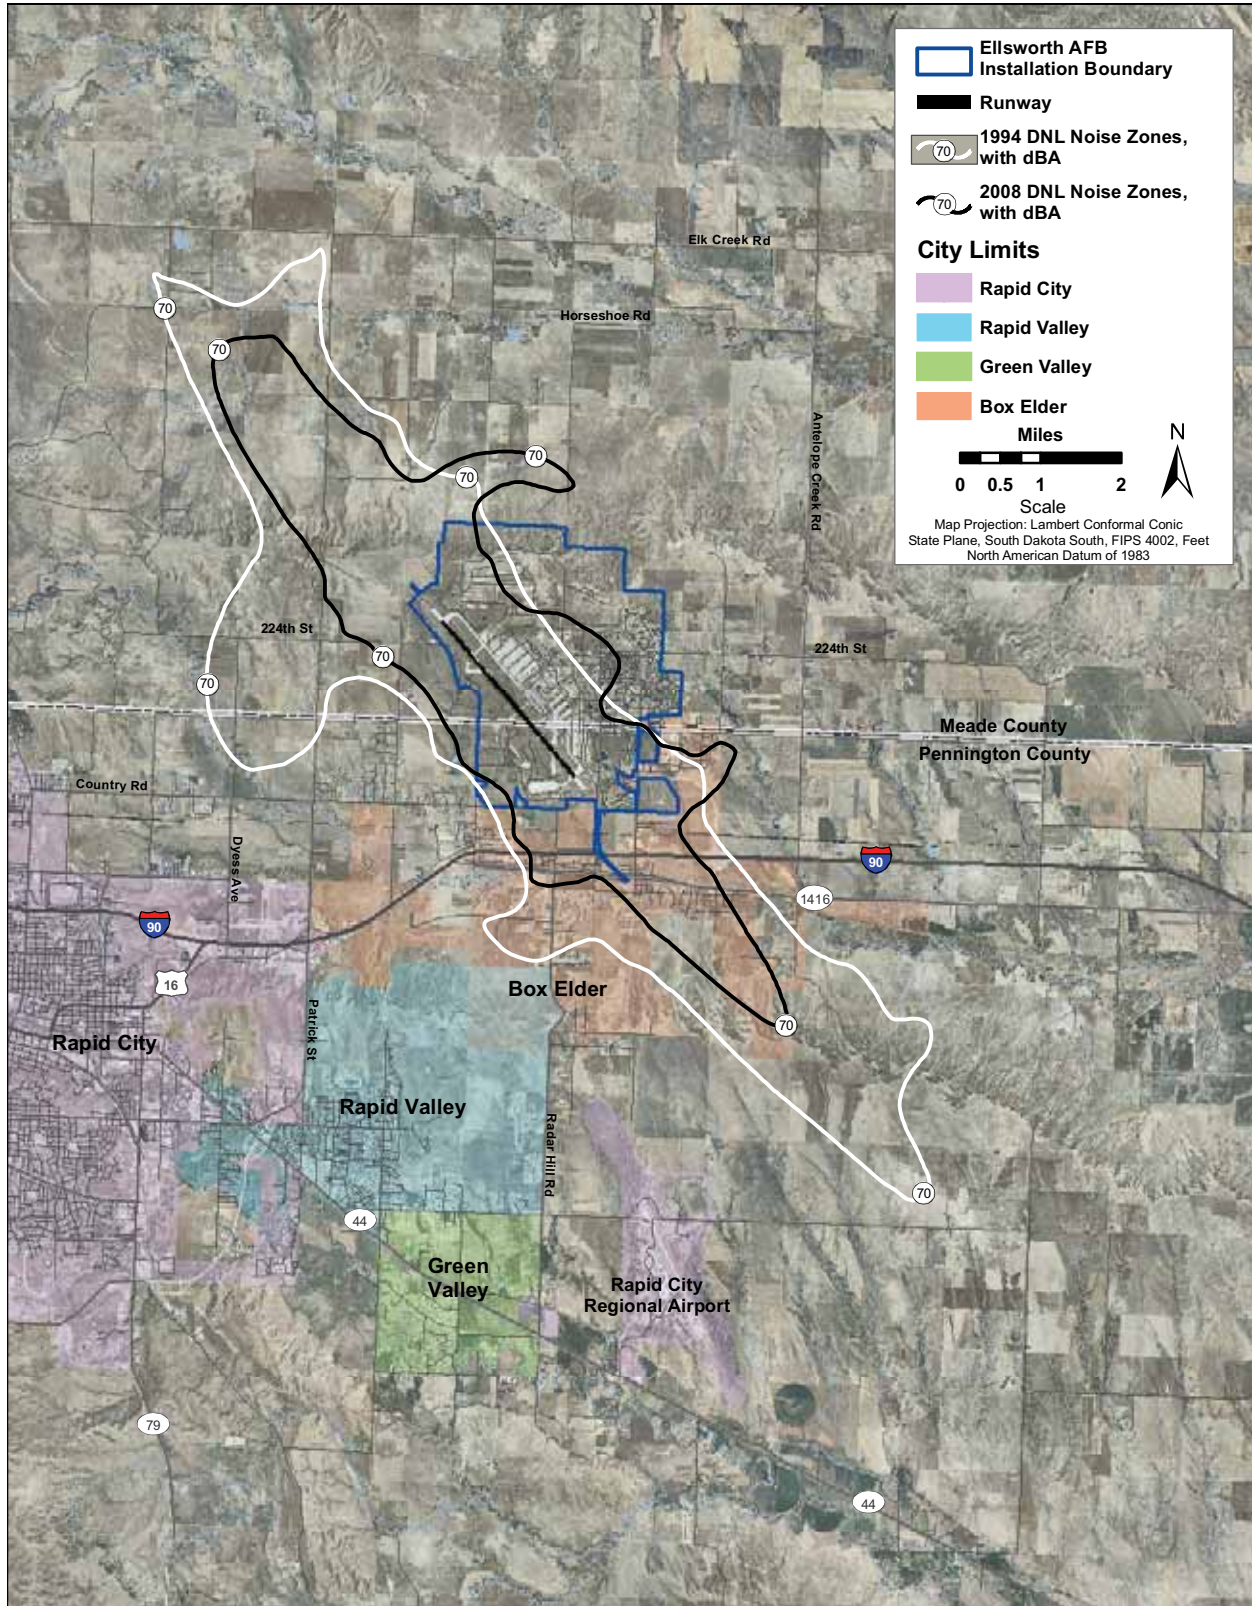 Ellsworth AFB
Installation Boundary
Runway
70
1994 DNL Noise Zones,
with dBA
70
2008 DNL Noise Zones,
with dBA
City Limits
Rapid City
Rapid Valley
Green Valley
Box Elder
Miles
N
0 0.5 1 2
Scale
Map Projection: Lambert Conformal Conic
State Plane, South Dakota South, FIPS 4002, Feet
North American Datum of 1983
Elk Creek Rd
70
Horseshoe Rd
70
Antelope Creek Rd
70
70
224th St
224th St
70
70
Meade County
Pennington County
Country Rd
Dyess Ave
90
1416
90
16
Box Elder
Patrick St
70
Rapid City
Rapid Valley
Radar Hill Rd
70
44
Green
Valley
Rapid City
Regional Airport
79
44